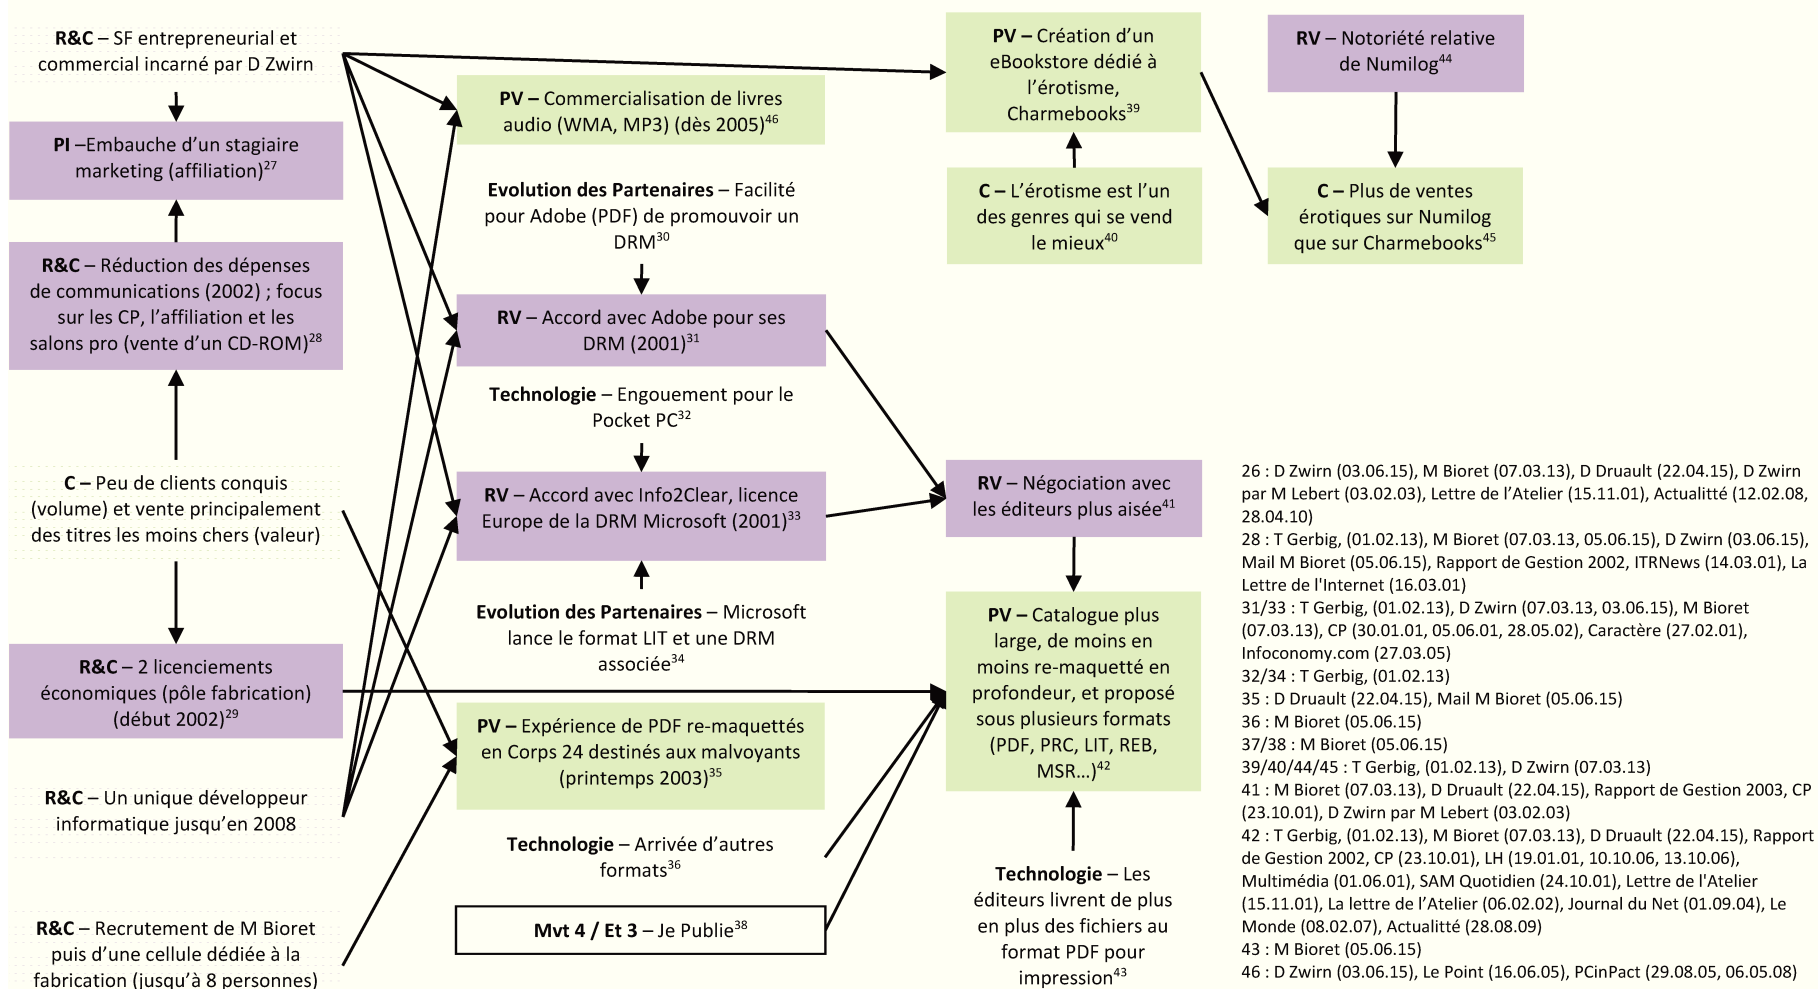 R&C – SF entrepreneurial et
commercial incarné par D Zwirn
PI –Embauche d’un stagiaire
marketing (affiliation)27
R&C – Réduction des dépenses
de communications (2002) ; focus
sur les CP, l’affiliation et les
salons pro (vente d’un CD-ROM)28
C – Peu de clients conquis
(volume) et vente principalement
des titres les moins chers (valeur)
R&C – 2 licenciements
économiques (pôle fabrication)
(début 2002)29
R&C – Un unique développeur
informatique jusqu’en 2008
R&C – Recrutement de M Bioret
puis d’une cellule dédiée à la
fabrication (jusqu’à 8 personnes)
PV – Commercialisation de livres
audio (WMA, MP3) (dès 2005)46
Evolution des Partenaires – Facilité
pour Adobe (PDF) de promouvoir un
DRM30
RV – Accord avec Adobe pour ses
DRM (2001)31
Technologie – Engouement pour le
Pocket PC32
RV – Accord avec Info2Clear, licence
Europe de la DRM Microsoft (2001)33
Evolution des Partenaires – Microsoft
lance le format LIT et une DRM
associée34
PV – Expérience de PDF re-maquettés
en Corps 24 destinés aux malvoyants
(printemps 2003)35
Technologie – Arrivée d’autres
formats36
Mvt 4 / Et 3 – Je Publie38
PV – Création d’un
eBookstore dédié à
l’érotisme,
Charmebooks39
C – L’érotisme est l’un
des genres qui se vend
le mieux40
RV – Négociation avec
les éditeurs plus aisée41
PV – Catalogue plus
large, de moins en
moins re-maquetté en
profondeur, et proposé
sous plusieurs formats
(PDF, PRC, LIT, REB,
MSR…)42
Technologie – Les
éditeurs livrent de plus
en plus des fichiers au
format PDF pour
impression43
RV – Notoriété relative
de Numilog44
C – Plus de ventes
érotiques sur Numilog
que sur Charmebooks45
26 : D Zwirn (03.06.15), M Bioret (07.03.13), D Druault (22.04.15), D Zwirn
par M Lebert (03.02.03), Lettre de l’Atelier (15.11.01), Actualitté (12.02.08,
28.04.10)
28 : T Gerbig, (01.02.13), M Bioret (07.03.13, 05.06.15), D Zwirn (03.06.15),
Mail M Bioret (05.06.15), Rapport de Gestion 2002, ITRNews (14.03.01), La
Lettre de l'Internet (16.03.01)
31/33 : T Gerbig, (01.02.13), D Zwirn (07.03.13, 03.06.15), M Bioret
(07.03.13), CP (30.01.01, 05.06.01, 28.05.02), Caractère (27.02.01),
Infoconomy.com (27.03.05)
32/34 : T Gerbig, (01.02.13)
35 : D Druault (22.04.15), Mail M Bioret (05.06.15)
36 : M Bioret (05.06.15)
37/38 : M Bioret (05.06.15)
39/40/44/45 : T Gerbig, (01.02.13), D Zwirn (07.03.13)
41 : M Bioret (07.03.13), D Druault (22.04.15), Rapport de Gestion 2003, CP
(23.10.01), D Zwirn par M Lebert (03.02.03)
42 : T Gerbig, (01.02.13), M Bioret (07.03.13), D Druault (22.04.15), Rapport
de Gestion 2002, CP (23.10.01), LH (19.01.01, 10.10.06, 13.10.06),
Multimédia (01.06.01), SAM Quotidien (24.10.01), Lettre de l'Atelier
(15.11.01), La lettre de l’Atelier (06.02.02), Journal du Net (01.09.04), Le
Monde (08.02.07), Actualitté (28.08.09)
43 : M Bioret (05.06.15)
46 : D Zwirn (03.06.15), Le Point (16.06.05), PCinPact (29.08.05, 06.05.08)